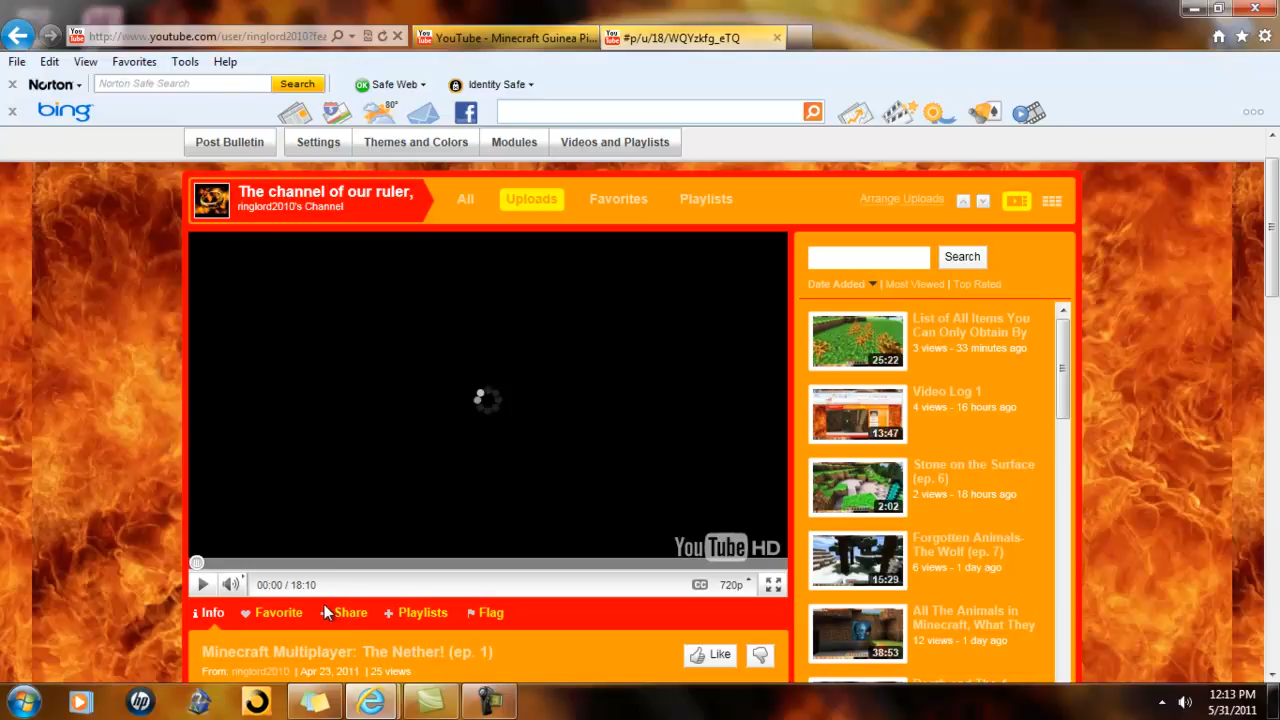 http://www.youtube.com/user/ringlord2010?fea
YouTube - Minecraft Guinea Pi...
#p/u/18/WQYzkfg_eTQ
File Edit View Favorites Tools Help
Norton Norton Safe Search Search OK Safe Web Identity Safe
bing 80°
Post Bulletin Settings Themes and Colors Modules Videos and Playlists
The channel of our ruler,
ringlord2010's Channel
All Uploads Favorites Playlists Arrange Uploads
Search
Date Added | Most Viewed | Top Rated
List of All Items You
Can Only Obtain By
3 views - 33 minutes ago
25:22
Video Log 1
4 views - 16 hours ago
13:47
Stone on the Surface
(ep. 6)
2 views - 18 hours ago
2:02
Forgotten Animals-
The Wolf (ep. 7)
6 views - 1 day ago
15:29
All The Animals in
Minecraft, What They
12 views - 1 day ago
38:53
YouTube HD
00:00 / 18:10 CC 720p
Info Favorite Share Playlists Flag
Minecraft Multiplayer: The Nether! (ep. 1)
From: ringlord2010 | Apr 23, 2011 | 25 views
Like
12:13 PM
5/31/2011